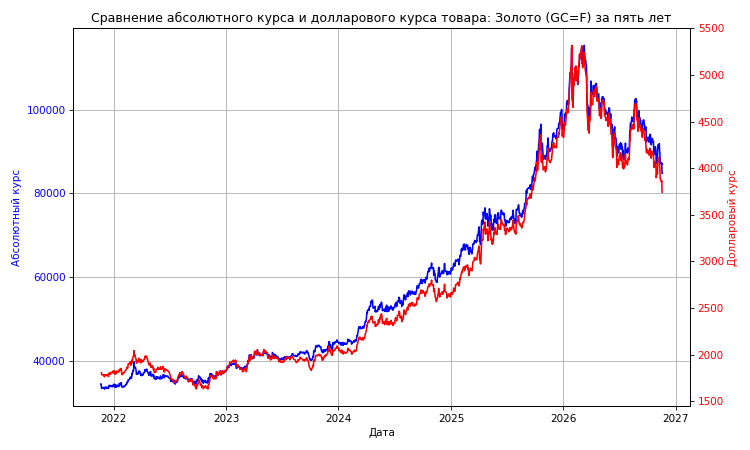 Сравнение абсолютного курса и долларового курса товара: Золото (GC=F) за пять лет
Абсолютный курс
100000
80000
60000
40000
5500
5000
4500
4000
3500
3000
2500
2000
1500
Долларовый курс
2022 2023 2024 2025 2026 2027
Дата